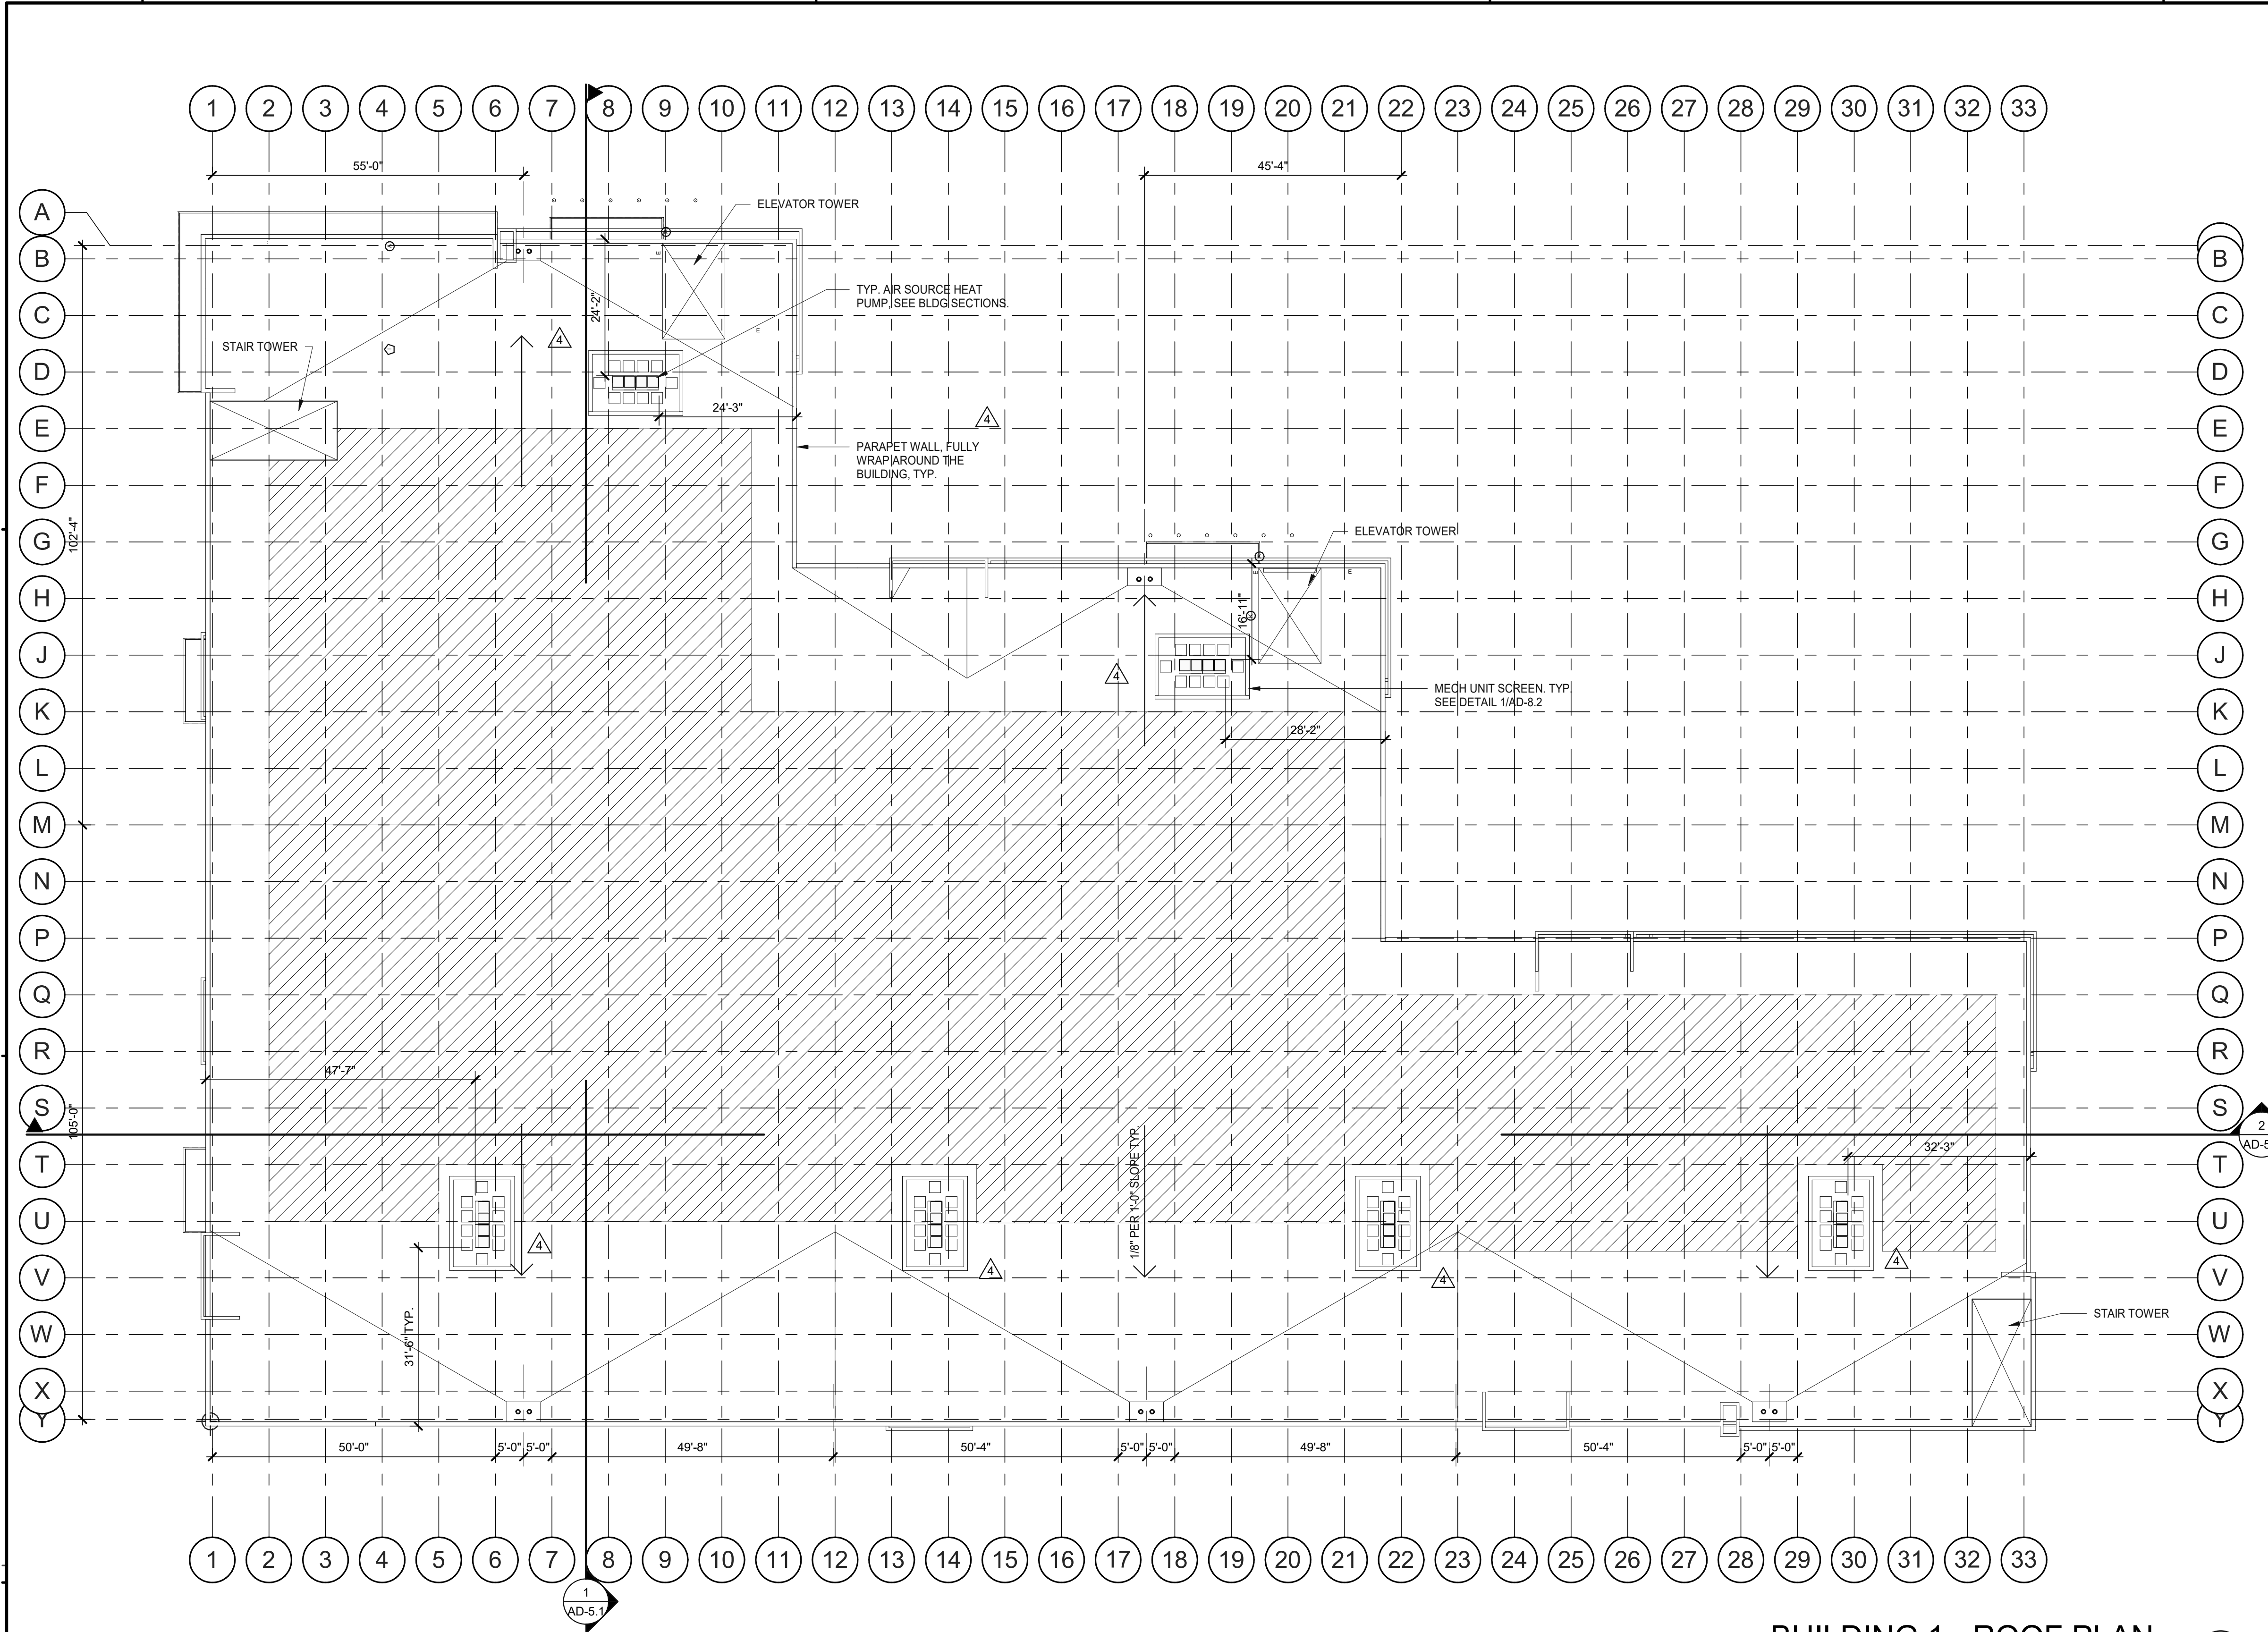 1 2 3 4 5 6 7 8 9 10 11 12 13 14 15 16 17 18 19 20 21 22 23 24 25 26 27 28 29 30 31 32 33
55'-0" 45'-4"
A
ELEVATOR TOWER
B B
C C
24'-2"
TYP. AIR SOURCE HEAT
PUMP, SEE BLDG SECTIONS.
E
E
4
STAIR TOWER
D D
24'-3"
4
E E
PARAPET WALL, FULLY
WRAP AROUND THE
BUILDING, TYP.
F F
102'-4"
G G
ELEVATOR TOWER
E
E
H H
16'-11"
J J
4
MECH UNIT SCREEN. TYP.
SEE DETAIL 1/AD-8.2
K K
28'-2"
L L
M M
N N
P P
Q Q
R R
47'-7"
S S
105'-0"
2
AD-5
1/8" PER 1'-0" SLOPE TYP.
32'-3"
T T
U U
4 4 4 4
V V
31'-6" TYP.
STAIR TOWER
W W
X X
Y Y
50'-0" 5'-0" 5'-0" 49'-8" 50'-4" 5'-0" 5'-0" 49'-8" 50'-4" 5'-0" 5'-0"
1 2 3 4 5 6 7 8 9 10 11 12 13 14 15 16 17 18 19 20 21 22 23 24 25 26 27 28 29 30 31 32 33
1
AD-5.1
BUILDING 1 - ROOF PLAN